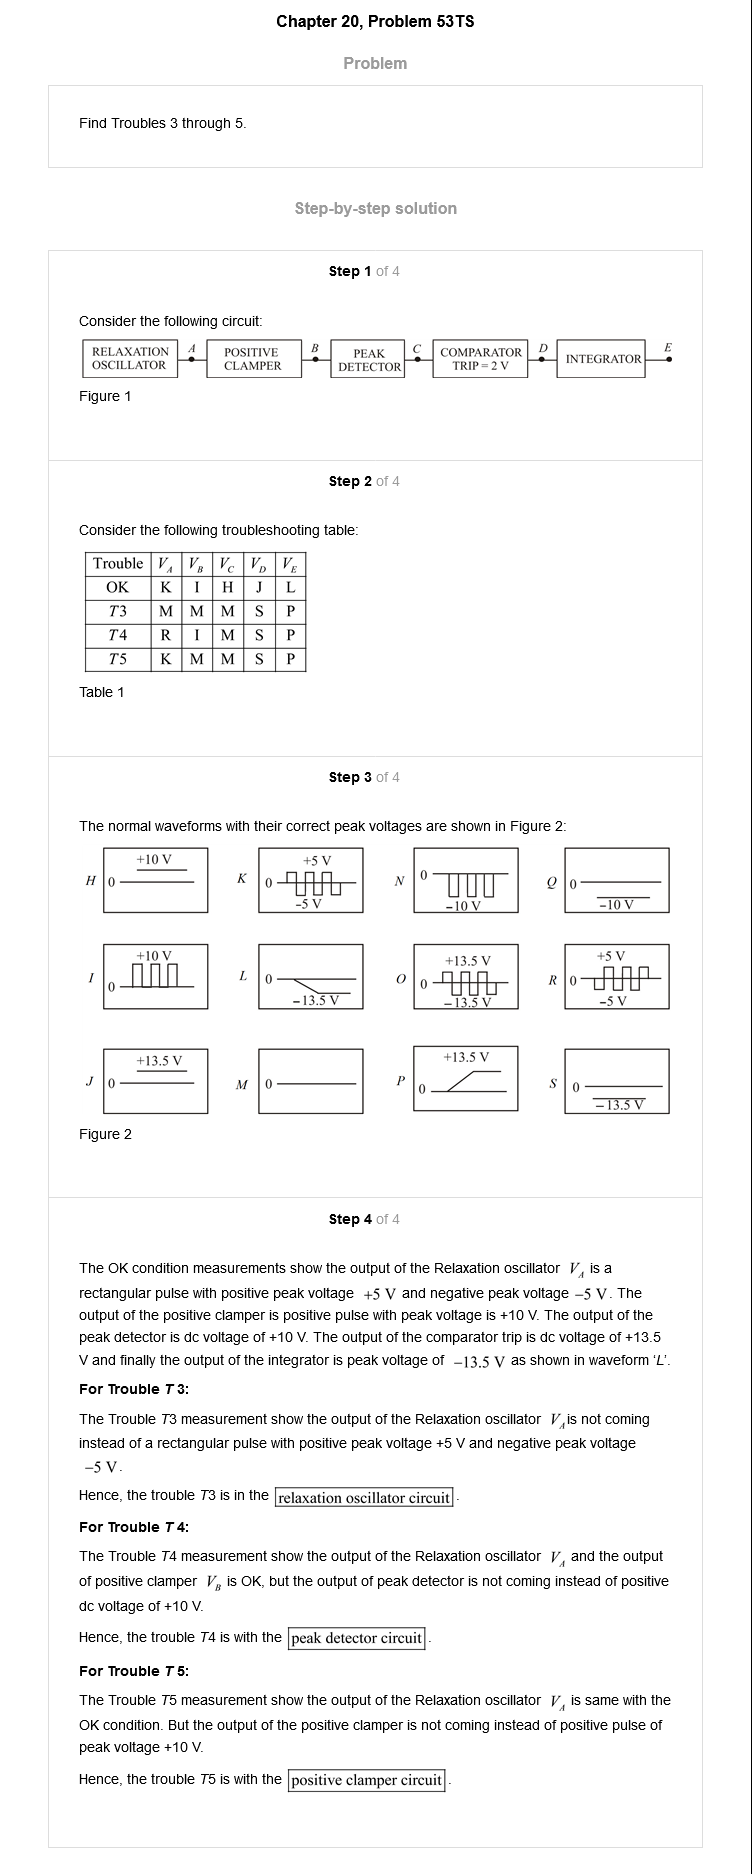 Chapter 20, Problem 53TS
Problem
Find Troubles 3 through 5.
Step-by-step solution
Step 1 of 4
Consider the following circuit:
RELAXATION OSCILLATOR A POSITIVE CLAMPER B PEAK DETECTOR C COMPARATOR TRIP = 2 V D INTEGRATOR E
Figure 1
Step 2 of 4
Consider the following troubleshooting table:
Trouble V_A V_B V_C V_D V_E
OK K I H J L
T3 M M M S P
T4 R I M S P
T5 K M M S P
Table 1
Step 3 of 4
The normal waveforms with their correct peak voltages are shown in Figure 2:
H 0 +10 V K 0 +5 V –5 V N 0 –10 V Q 0 –10 V
I 0 +10 V L 0 –13.5 V O 0 +13.5 V –13.5 V R 0 +5 V –5 V
J 0 +13.5 V M 0 P 0 +13.5 V S 0 –13.5 V
Figure 2
Step 4 of 4
The OK condition measurements show the output of the Relaxation oscillator V_A is a
rectangular pulse with positive peak voltage +5 V and negative peak voltage –5 V. The
output of the positive clamper is positive pulse with peak voltage is +10 V. The output of the
peak detector is dc voltage of +10 V. The output of the comparator trip is dc voltage of +13.5
V and finally the output of the integrator is peak voltage of –13.5 V as shown in waveform ‘L’.
For Trouble T3:
The Trouble T3 measurement show the output of the Relaxation oscillator V_A is not coming
instead of a rectangular pulse with positive peak voltage +5 V and negative peak voltage
–5 V.
Hence, the trouble T3 is in the relaxation oscillator circuit.
For Trouble T4:
The Trouble T4 measurement show the output of the Relaxation oscillator V_A and the output
of positive clamper V_B is OK, but the output of peak detector is not coming instead of positive
dc voltage of +10 V.
Hence, the trouble T4 is with the peak detector circuit.
For Trouble T5:
The Trouble T5 measurement show the output of the Relaxation oscillator V_A is same with the
OK condition. But the output of the positive clamper is not coming instead of positive pulse of
peak voltage +10 V.
Hence, the trouble T5 is with the positive clamper circuit.